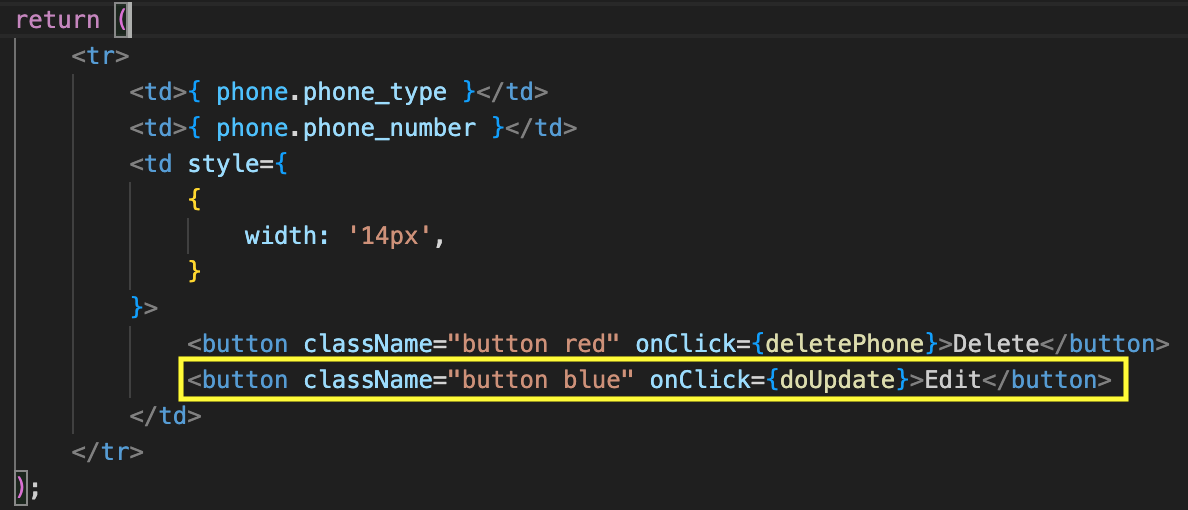 return (
<tr>
<td>{ phone.phone_type }</td>
<td>{ phone.phone_number }</td>
<td style={
{
width: '14px',
}
}>
<button className="button red" onClick={deletePhone}>Delete</button>
<button className="button blue" onClick={doUpdate}>Edit</button>
</td>
</tr>
);